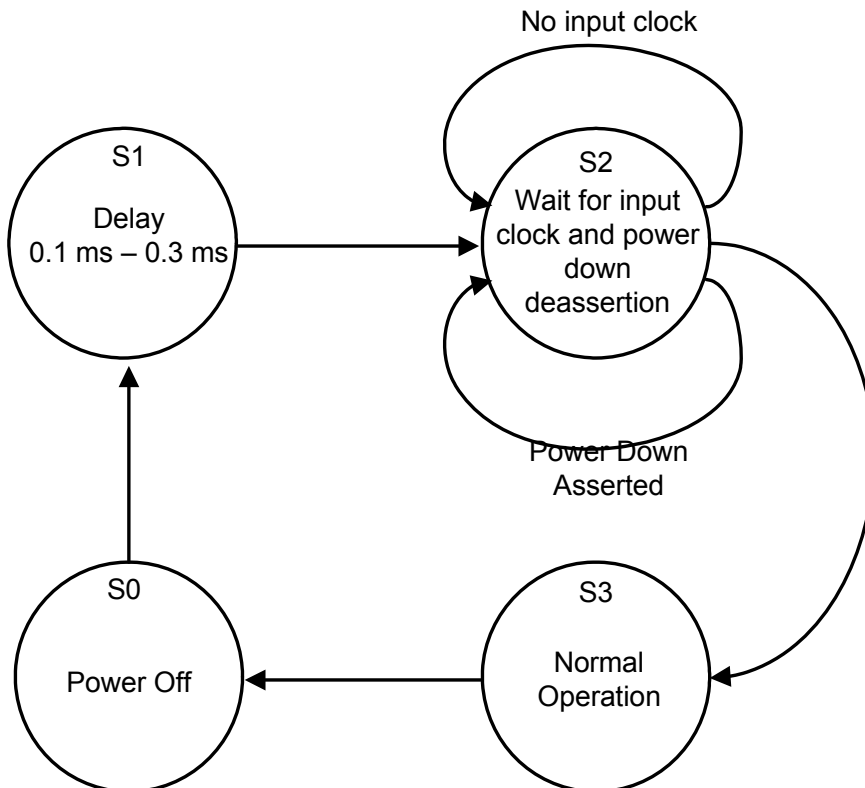 No input clock
S1
Delay
0.1 ms – 0.3 ms
S2
Wait for input
clock and power
down
deassertion
Power Down
Asserted
S0
Power Off
S3
Normal
Operation